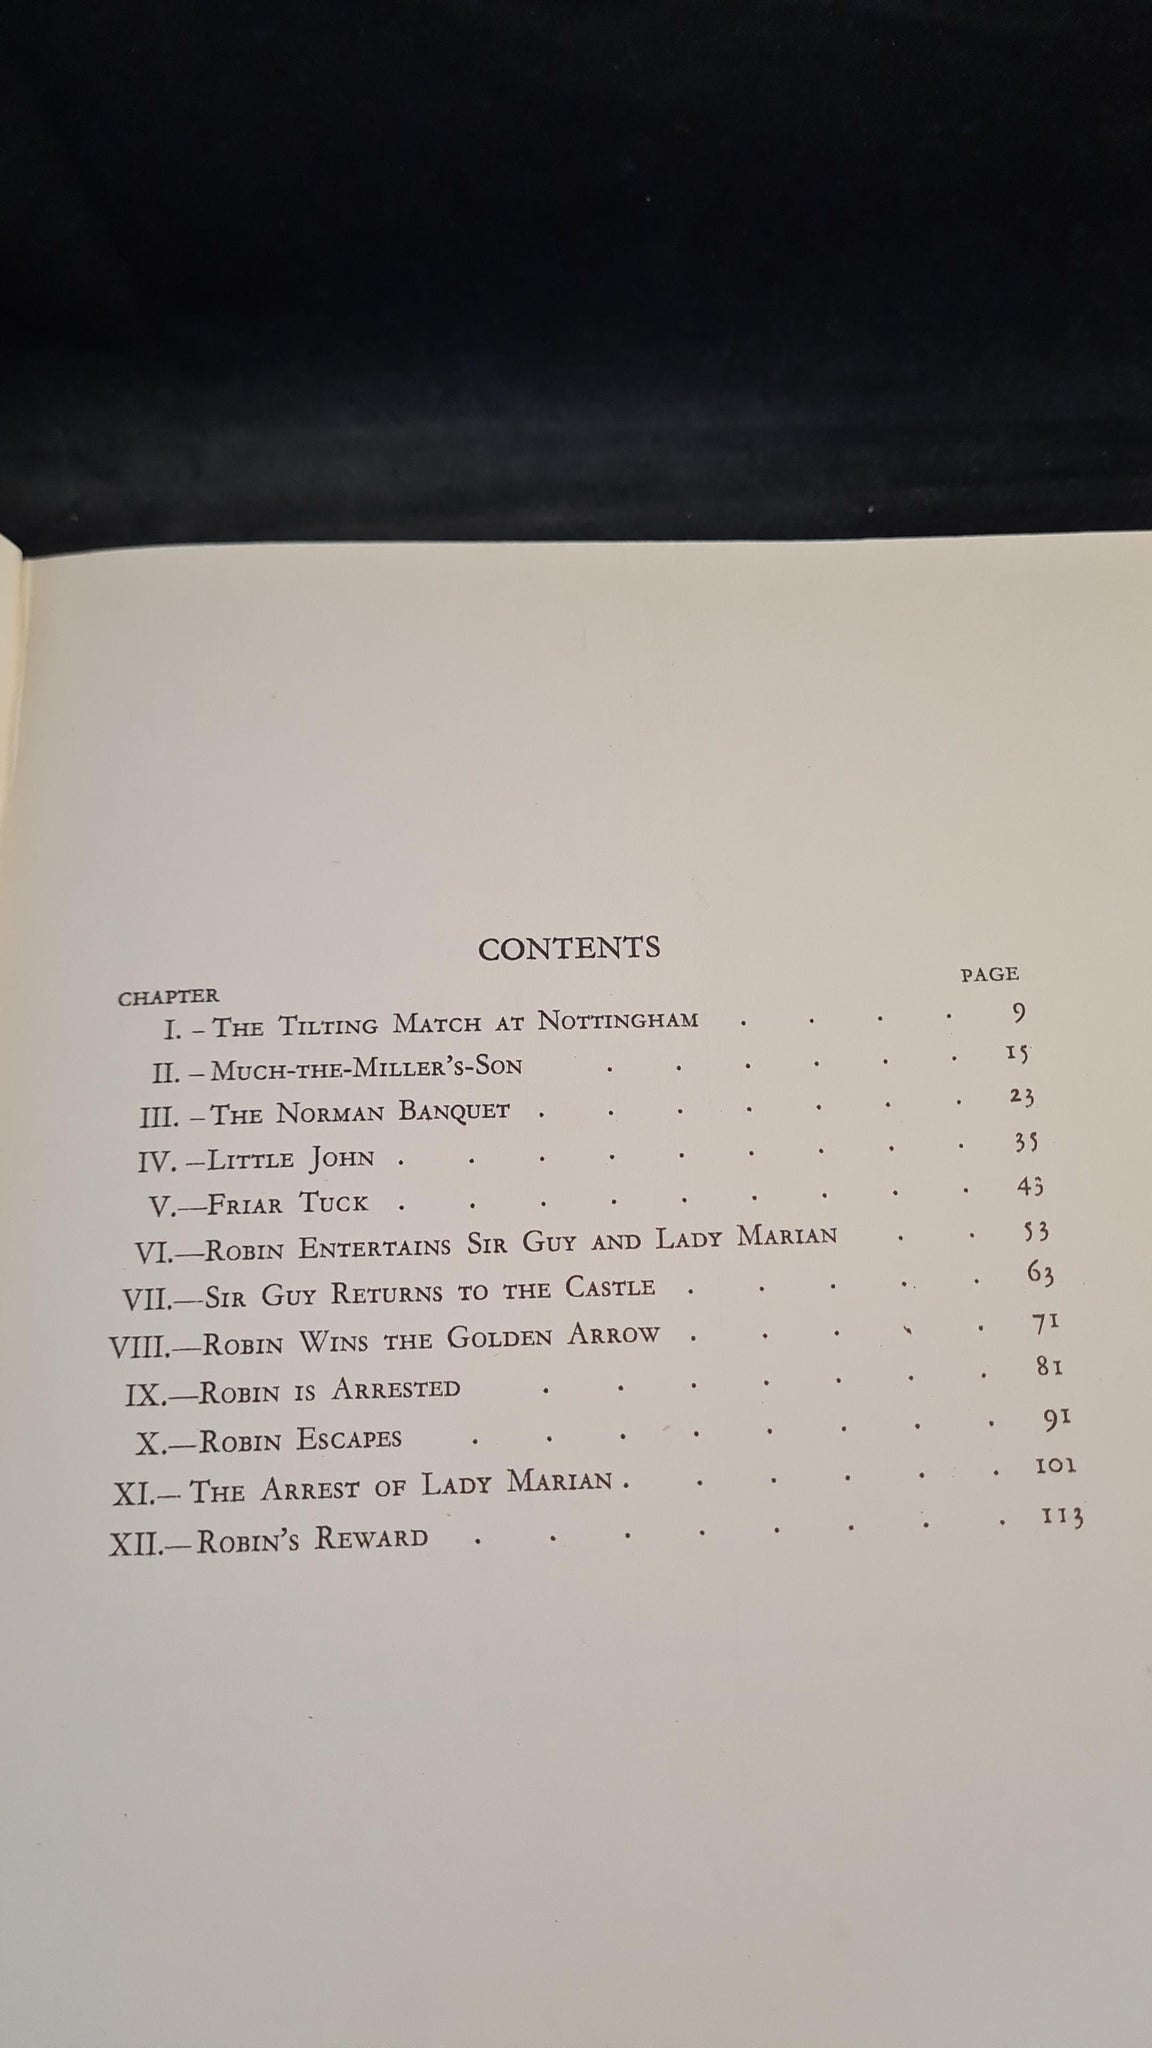 CONTENTS
CHAPTER PAGE
I. – THE TILTING MATCH AT NOTTINGHAM . . . . 9
II. – MUCH-THE-MILLER'S-SON . . . . . . 15
III. – THE NORMAN BANQUET . . . . . . . 23
IV. – LITTLE JOHN . . . . . . . . . 35
V.—FRIAR TUCK . . . . . . . . . 43
VI.—ROBIN ENTERTAINS SIR GUY AND LADY MARIAN . . 53
VII.—SIR GUY RETURNS TO THE CASTLE . . . . . 63
VIII.—ROBIN WINS THE GOLDEN ARROW . . . . . 71
IX.—ROBIN IS ARRESTED . . . . . . . 81
X.—ROBIN ESCAPES . . . . . . . . 91
XI.— THE ARREST OF LADY MARIAN . . . . . . 101
XII.—ROBIN'S REWARD . . . . . . . . 113